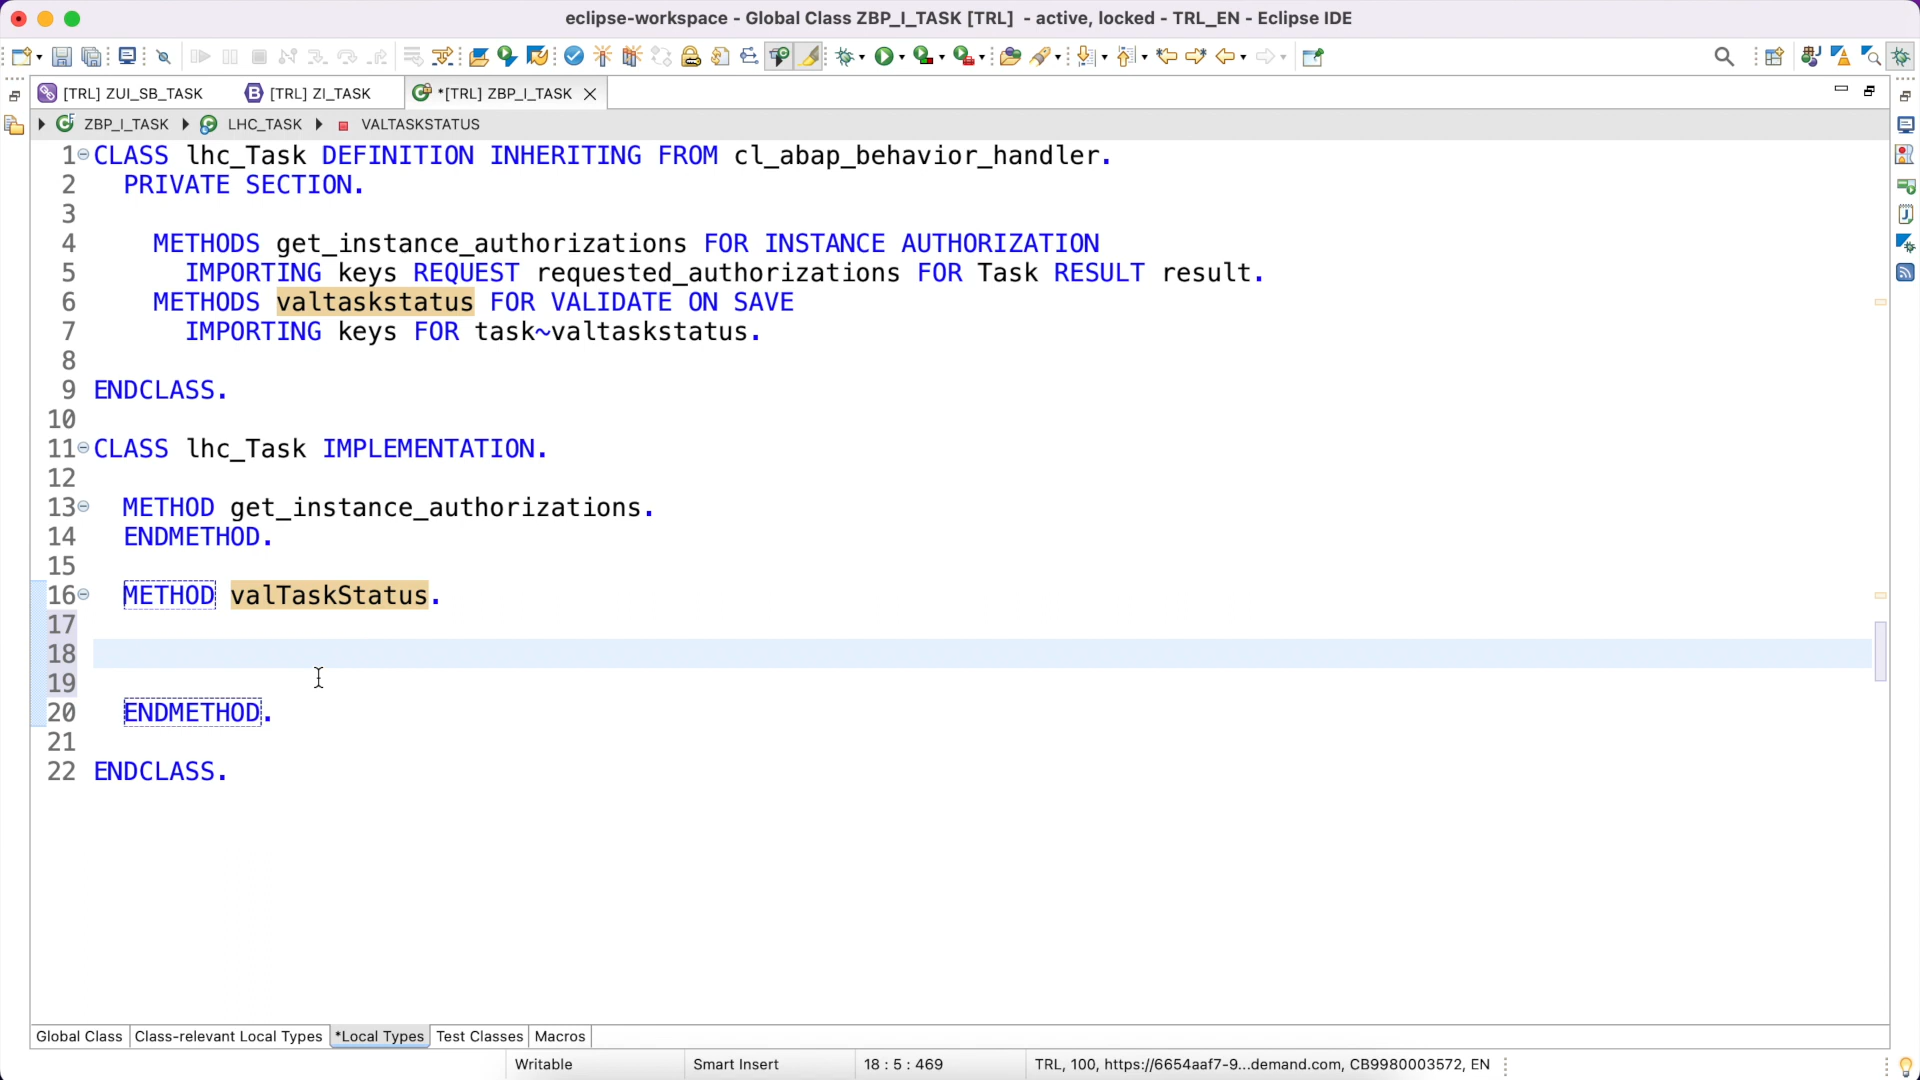 eclipse-workspace - Global Class ZBP_I_TASK [TRL] - active, locked - TRL_EN - Eclipse IDE
[TRL] ZUI_SB_TASK [TRL] ZI_TASK *[TRL] ZBP_I_TASK
ZBP_I_TASK LHC_TASK VALTASKSTATUS
1 CLASS lhc_Task DEFINITION INHERITING FROM cl_abap_behavior_handler.
2 PRIVATE SECTION.
3
4 METHODS get_instance_authorizations FOR INSTANCE AUTHORIZATION
5 IMPORTING keys REQUEST requested_authorizations FOR Task RESULT result.
6 METHODS valtaskstatus FOR VALIDATE ON SAVE
7 IMPORTING keys FOR task~valtaskstatus.
8
9 ENDCLASS.
10
11 CLASS lhc_Task IMPLEMENTATION.
12
13 METHOD get_instance_authorizations.
14 ENDMETHOD.
15
16 METHOD valTaskStatus.
17
18
19
20 ENDMETHOD.
21
22 ENDCLASS.
Global Class Class-relevant Local Types *Local Types Test Classes Macros
Writable Smart Insert 18 : 5 : 469 TRL, 100, https://6654aaf7-9...demand.com, CB9980003572, EN